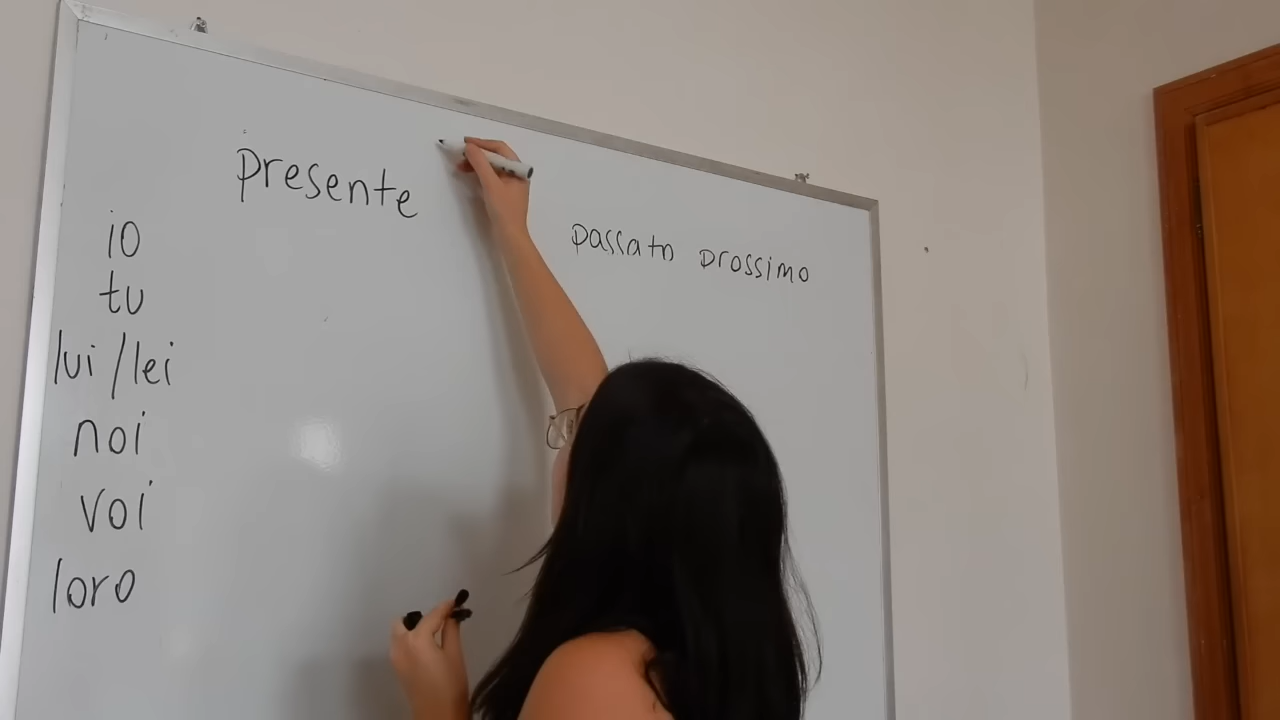 presente
passato prossimo
io
tu
lui/lei
noi
voi
loro